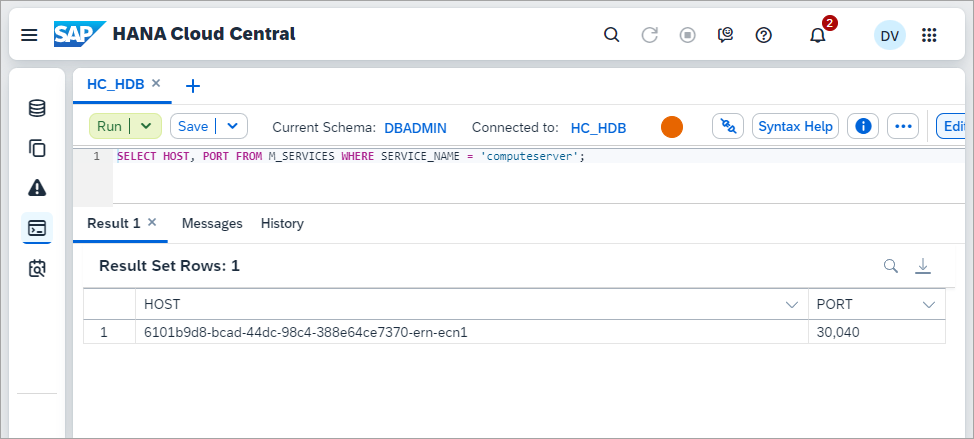 SAP HANA Cloud Central 2 DV
HC_HDB
Run Save Current Schema: DBADMIN Connected to: HC_HDB Syntax Help Edit
1 SELECT HOST, PORT FROM M_SERVICES WHERE SERVICE_NAME = 'computeserver';
Result 1 Messages History
Result Set Rows: 1
HOST PORT
1 6101b9d8-bcad-44dc-98c4-388e64ce7370-ern-ecn1 30,040